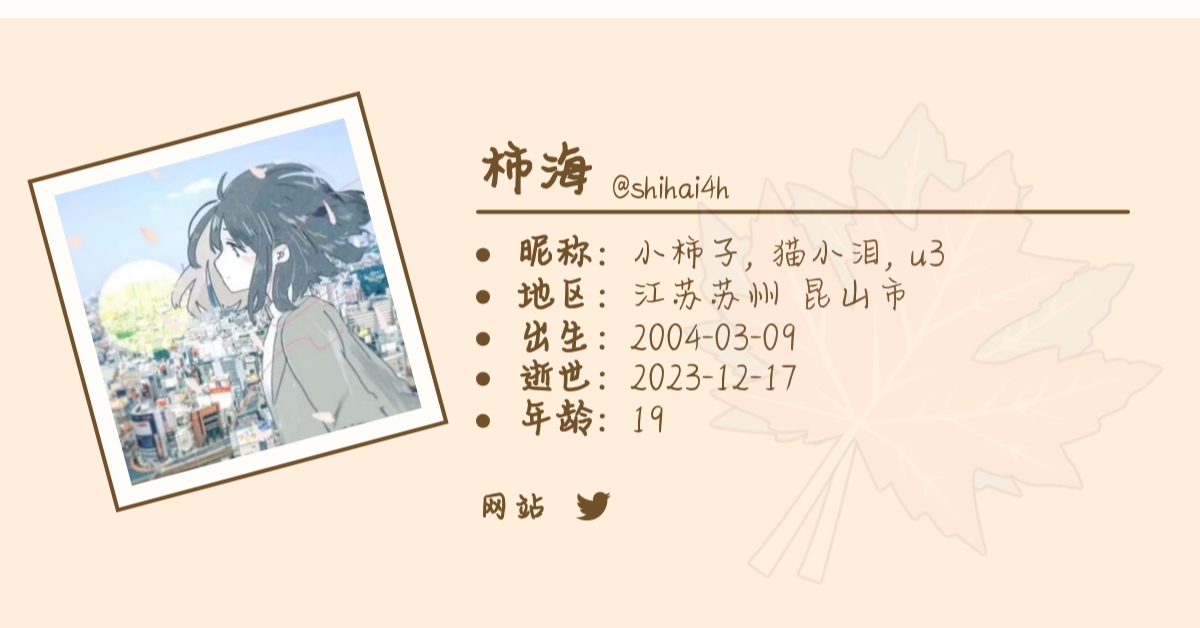 柿海 @shihai4h
昵称: 小柿子, 猫小泪, u3
地区: 江苏苏州 昆山市
出生: 2004-03-09
逝世: 2023-12-17
年龄: 19
网站